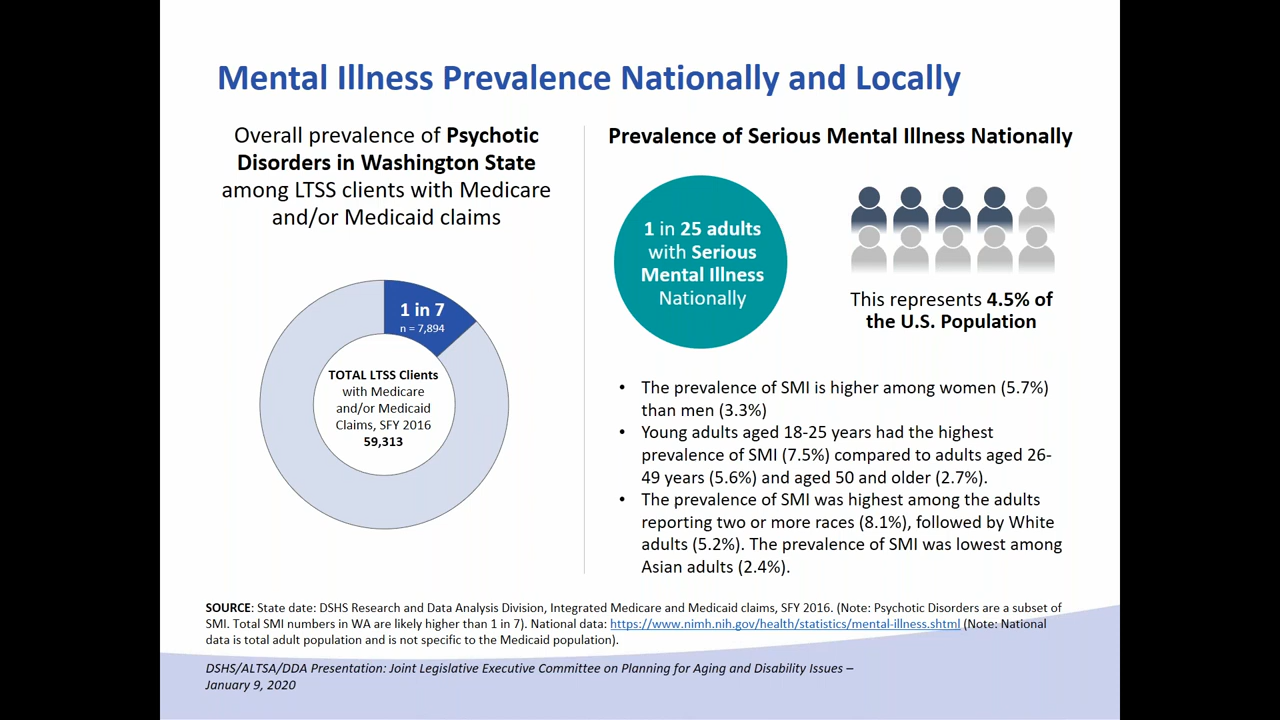 Mental Illness Prevalence Nationally and Locally
Overall prevalence of Psychotic
Disorders in Washington State
among LTSS clients with Medicare
and/or Medicaid claims
1 in 7
n = 7,894
TOTAL LTSS Clients
with Medicare
and/or Medicaid
Claims, SFY 2016
59,313
Prevalence of Serious Mental Illness Nationally
1 in 25 adults
with Serious
Mental Illness
Nationally
This represents 4.5% of
the U.S. Population
• The prevalence of SMI is higher among women (5.7%)
than men (3.3%)
• Young adults aged 18-25 years had the highest
prevalence of SMI (7.5%) compared to adults aged 26-
49 years (5.6%) and aged 50 and older (2.7%).
• The prevalence of SMI was highest among the adults
reporting two or more races (8.1%), followed by White
adults (5.2%). The prevalence of SMI was lowest among
Asian adults (2.4%).
SOURCE: State date: DSHS Research and Data Analysis Division, Integrated Medicare and Medicaid claims, SFY 2016. (Note: Psychotic Disorders are a subset of
SMI. Total SMI numbers in WA are likely higher than 1 in 7). National data: https://www.nimh.nih.gov/health/statistics/mental-illness.shtml (Note: National
data is total adult population and is not specific to the Medicaid population).
DSHS/ALTSA/DDA Presentation: Joint Legislative Executive Committee on Planning for Aging and Disability Issues –
January 9, 2020